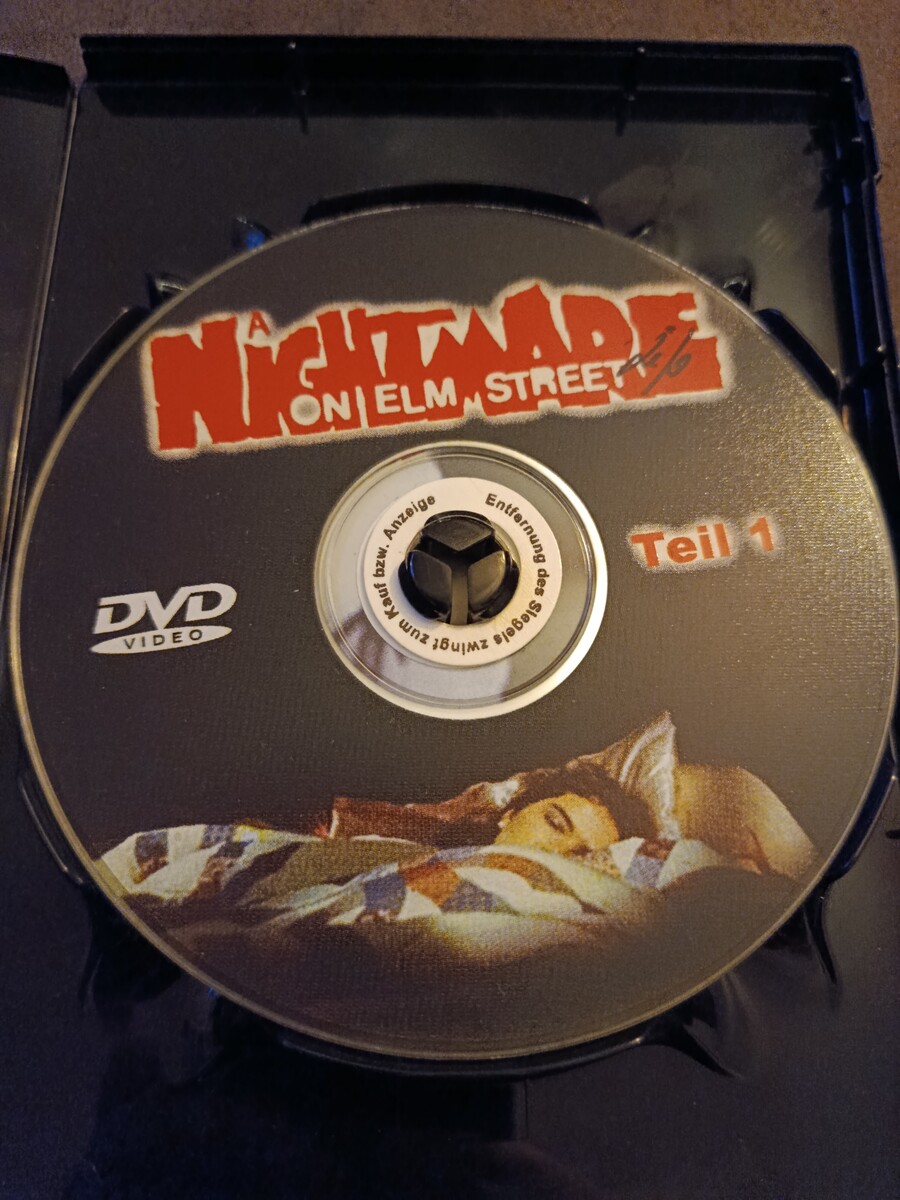 A
NIGHTMARE
ON ELM STREET
Teil 1
DVD
VIDEO
Entfernung des Siegels zwingt zum Kauf bzw. Anzeige